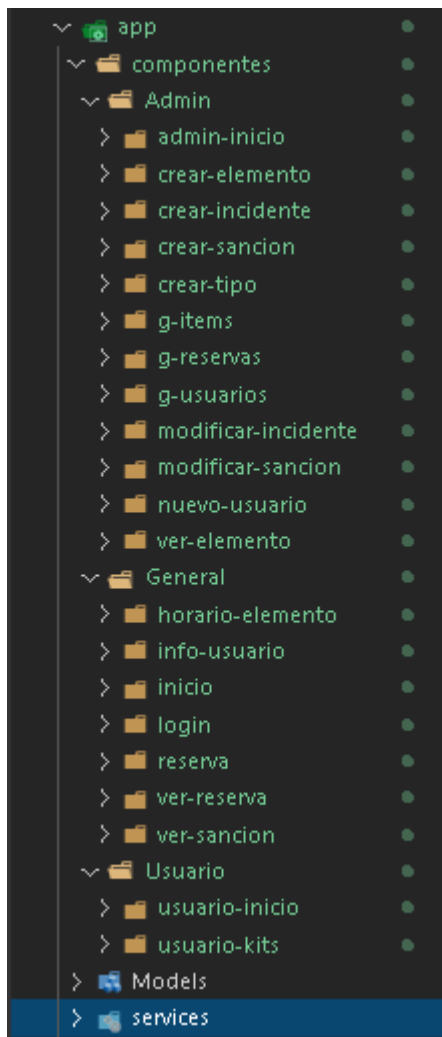 app
componentes
Admin
admin-inicio
crear-elemento
crear-incidente
crear-sancion
crear-tipo
g-items
g-reservas
g-usuarios
modificar-incidente
modificar-sancion
nuevo-usuario
ver-elemento
General
horario-elemento
info-usuario
inicio
login
reserva
ver-reserva
ver-sancion
Usuario
usuario-inicio
usuario-kits
Models
services